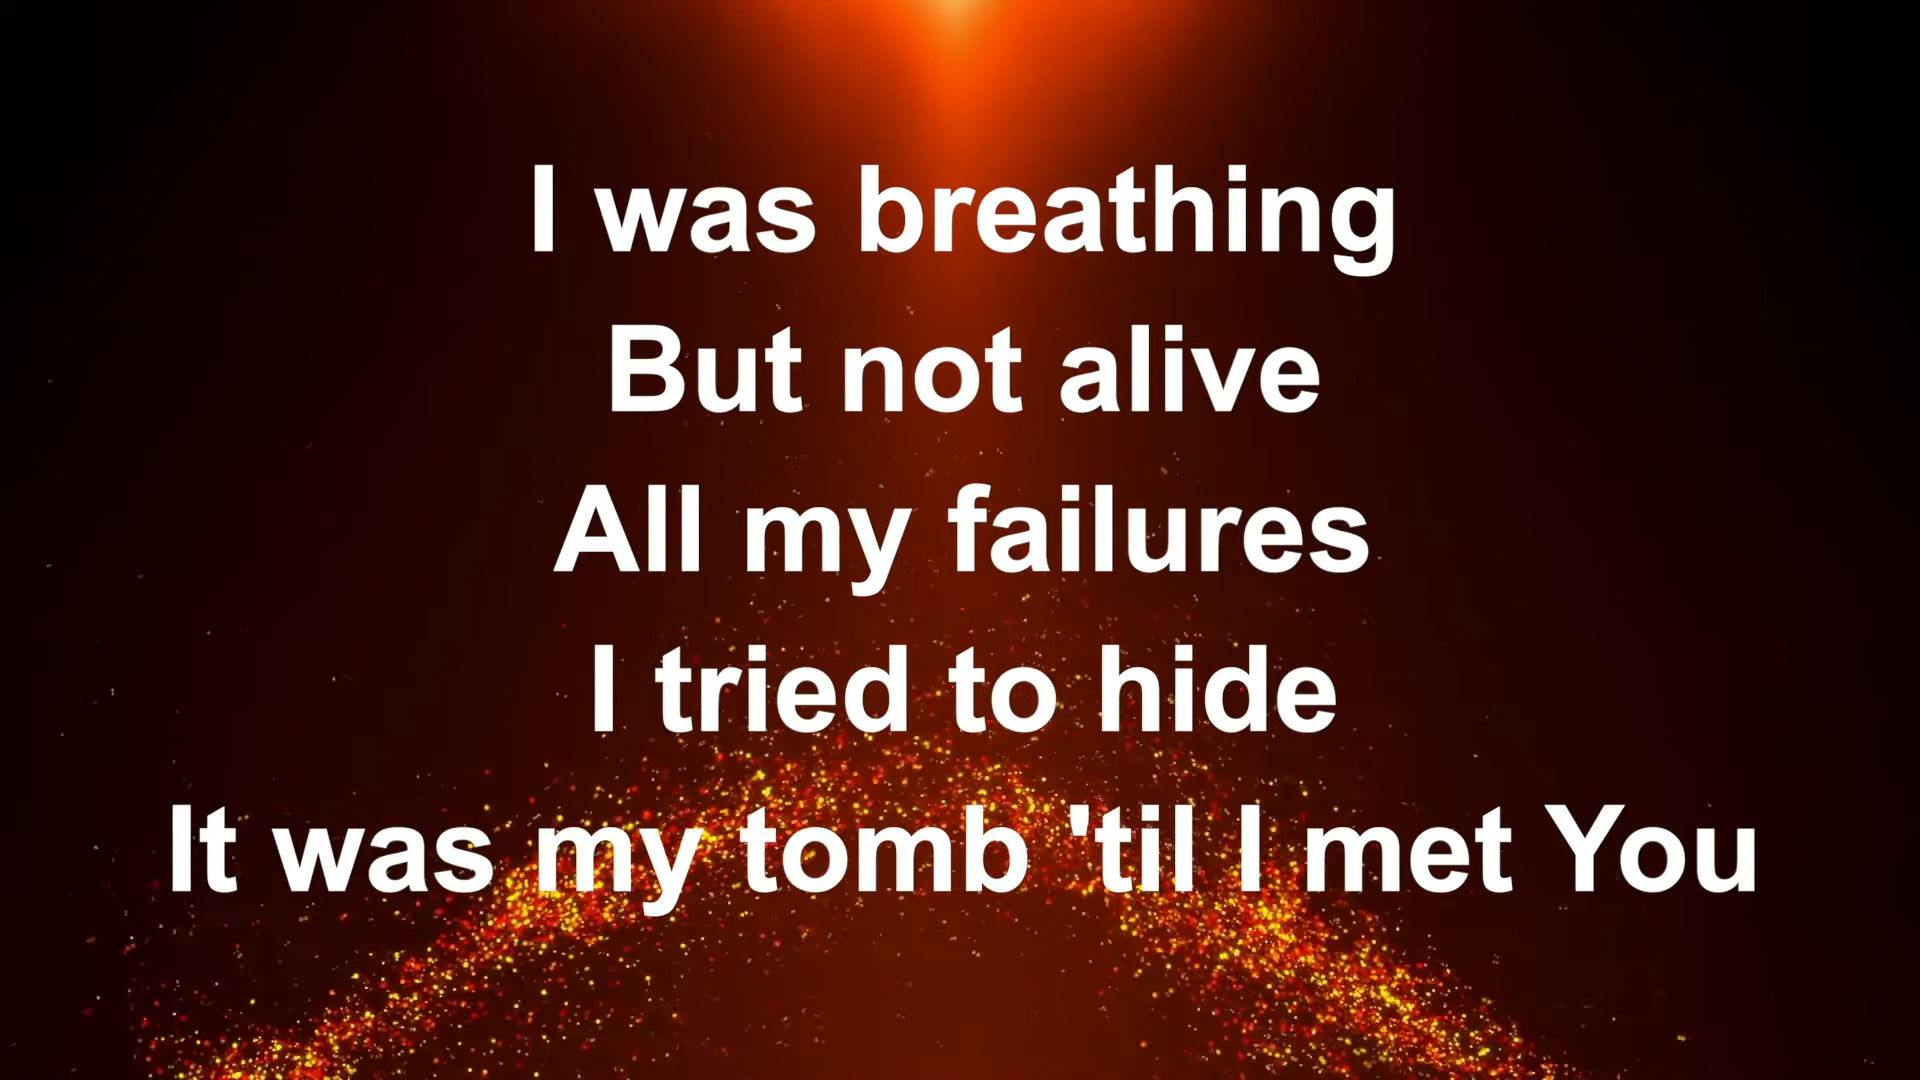 I was breathing
But not alive
All my failures
I tried to hide
It was my tomb 'til I met You